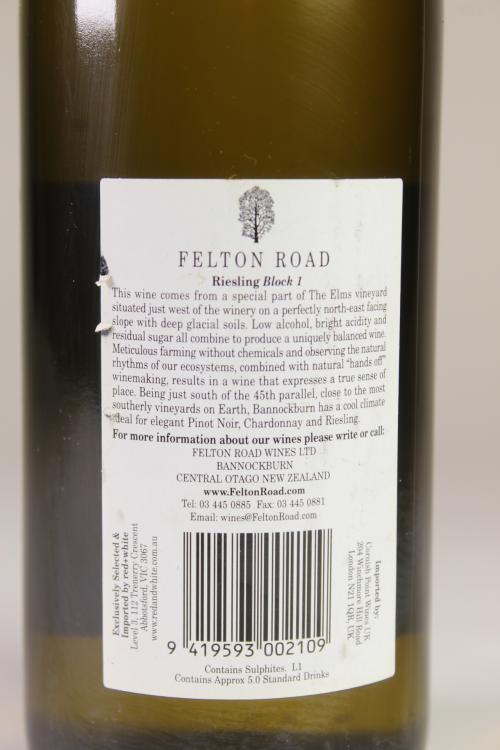 FELTON ROAD
Riesling Block 1
This wine comes from a special part of The Elms vineyard
situated just west of the winery on a perfectly north-east facing
slope with deep glacial soils. Low alcohol, bright acidity and
residual sugar all combine to produce a uniquely balanced wine.
Meticulous farming without chemicals and observing the natural
rhythms of our ecosystems, combined with natural "hands off"
winemaking, results in a wine that expresses a true sense of
place. Being just south of the 45th parallel, close to the most
southerly vineyards on Earth, Bannockburn has a cool climate
ideal for elegant Pinot Noir, Chardonnay and Riesling.
For more information about our wines please write or call:
FELTON ROAD WINES LTD
BANNOCKBURN
CENTRAL OTAGO NEW ZEALAND
www.FeltonRoad.com
Tel: 03 445 0885 Fax: 03 445 0881
Email: wines@FeltonRoad.com
Exclusively Selected &
Imported by red+white
Level 3, 112 Trenerry Crescent
Abbotsford, VIC 3067
www.redandwhite.com.au
Imported by:
Cornish Point Wines UK
204 Winchmore Hill Road
London N21 1QR, UK
9 419593 002109
Contains Sulphites. L1
Contains Approx 5.0 Standard Drinks